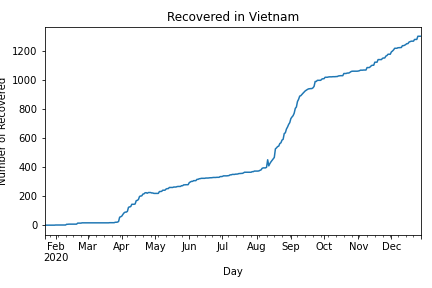 Recovered in Vietnam
Number of Recovered
1200
1000
800
600
400
200
0
Feb Mar Apr May Jun Jul Aug Sep Oct Nov Dec
2020
Day